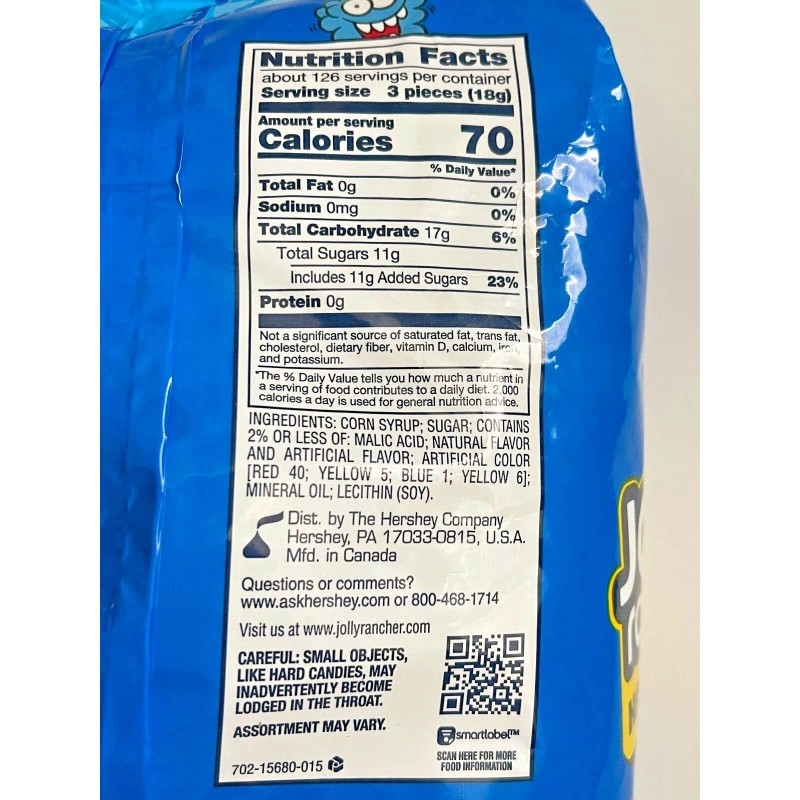 Nutrition Facts
about 126 servings per container
Serving size 3 pieces (18g)
Amount per serving
Calories 70
% Daily Value*
Total Fat 0g 0%
Sodium 0mg 0%
Total Carbohydrate 17g 6%
Total Sugars 11g
Includes 11g Added Sugars 23%
Protein 0g
Not a significant source of saturated fat, trans fat,
cholesterol, dietary fiber, vitamin D, calcium, iron,
and potassium.
*The % Daily Value tells you how much a nutrient in
a serving of food contributes to a daily diet. 2,000
calories a day is used for general nutrition advice.
INGREDIENTS: CORN SYRUP; SUGAR; CONTAINS
2% OR LESS OF: MALIC ACID; NATURAL FLAVOR
AND ARTIFICIAL FLAVOR; ARTIFICIAL COLOR
[RED 40; YELLOW 5; BLUE 1; YELLOW 6];
MINERAL OIL; LECITHIN (SOY).
Dist. by The Hershey Company
Hershey, PA 17033-0815, U.S.A.
Mfd. in Canada
Questions or comments?
www.askhershey.com or 800-468-1714
Visit us at www.jollyrancher.com
CAREFUL: SMALL OBJECTS,
LIKE HARD CANDIES, MAY
INADVERTENTLY BECOME
LODGED IN THE THROAT.
ASSORTMENT MAY VARY.
702-15680-015
smartlabel™
SCAN HERE FOR MORE
FOOD INFORMATION